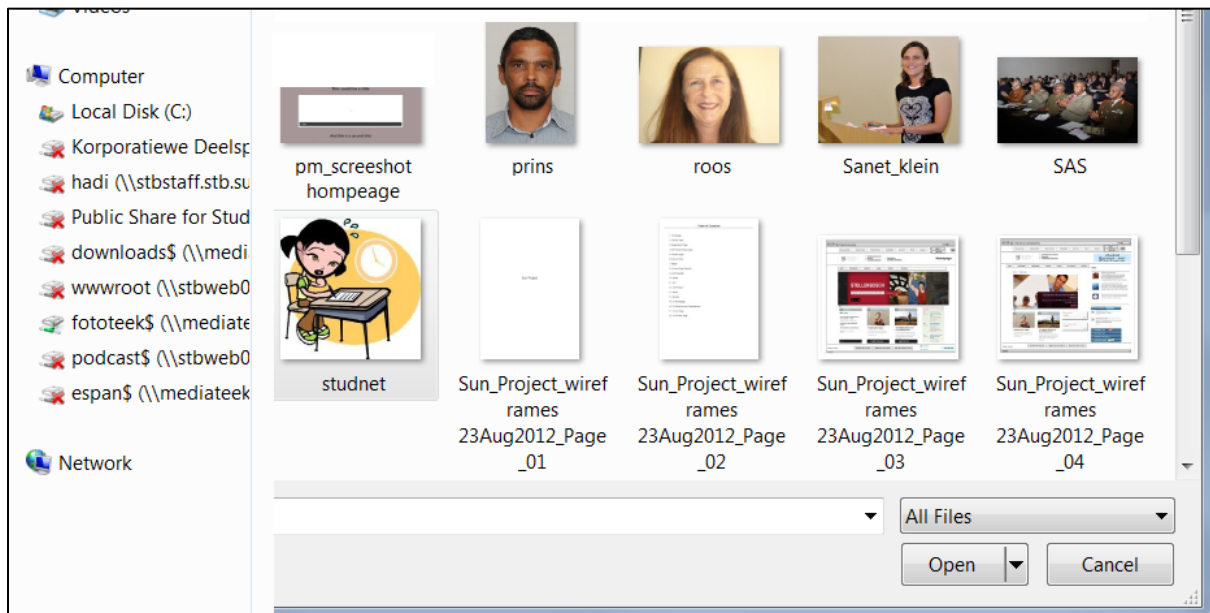 Videos
Computer
Local Disk (C:)
Korporatiewe Deelsp
hadi (\\stbstaff.stb.su
Public Share for Stud
downloads$ (\\medi
wwwroot (\\stbweb0
fototeek$ (\\mediate
podcast$ (\\stbweb0
espan$ (\\mediateek
Network
pm_screeshot
hompeage
prins
roos
Sanet_klein
SAS
studnet
Sun_Project_wiref
rames
23Aug2012_Page
_01
Sun_Project_wiref
rames
23Aug2012_Page
_02
Sun_Project_wiref
rames
23Aug2012_Page
_03
Sun_Project_wiref
rames
23Aug2012_Page
_04
All Files
Open
Cancel